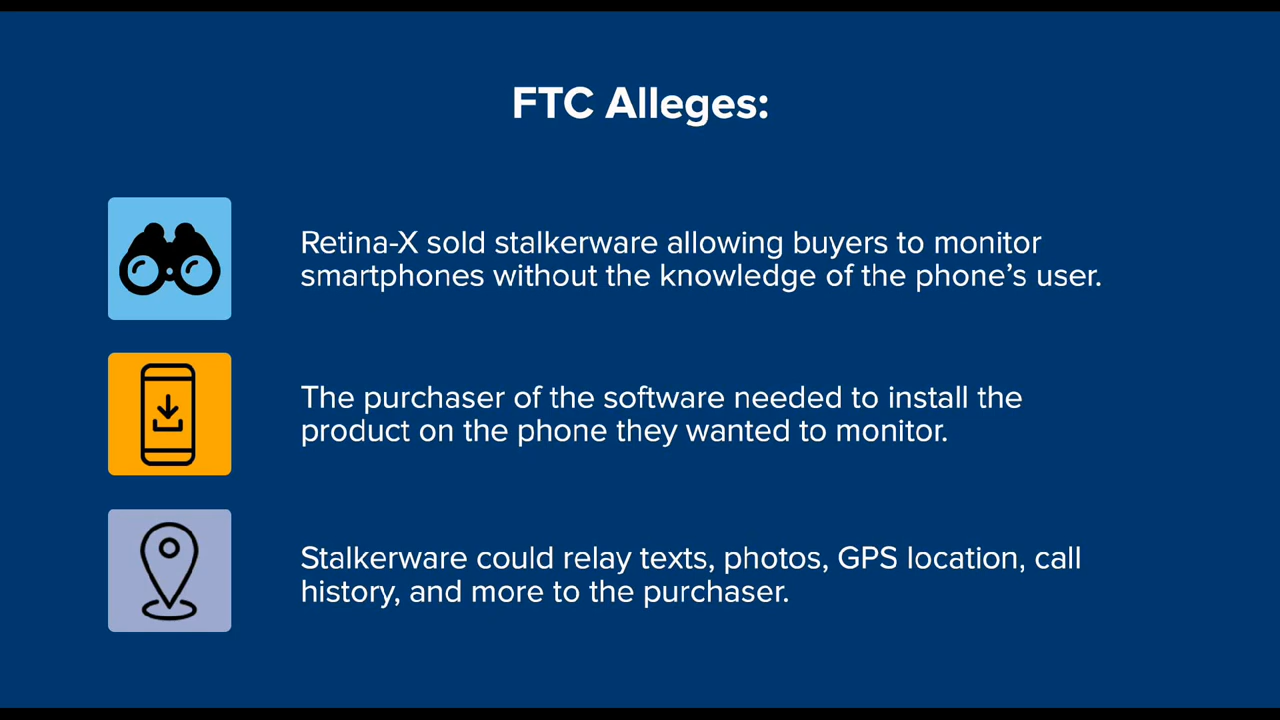 FTC Alleges:
Retina-X sold stalkerware allowing buyers to monitor
smartphones without the knowledge of the phone’s user.
The purchaser of the software needed to install the
product on the phone they wanted to monitor.
Stalkerware could relay texts, photos, GPS location, call
history, and more to the purchaser.